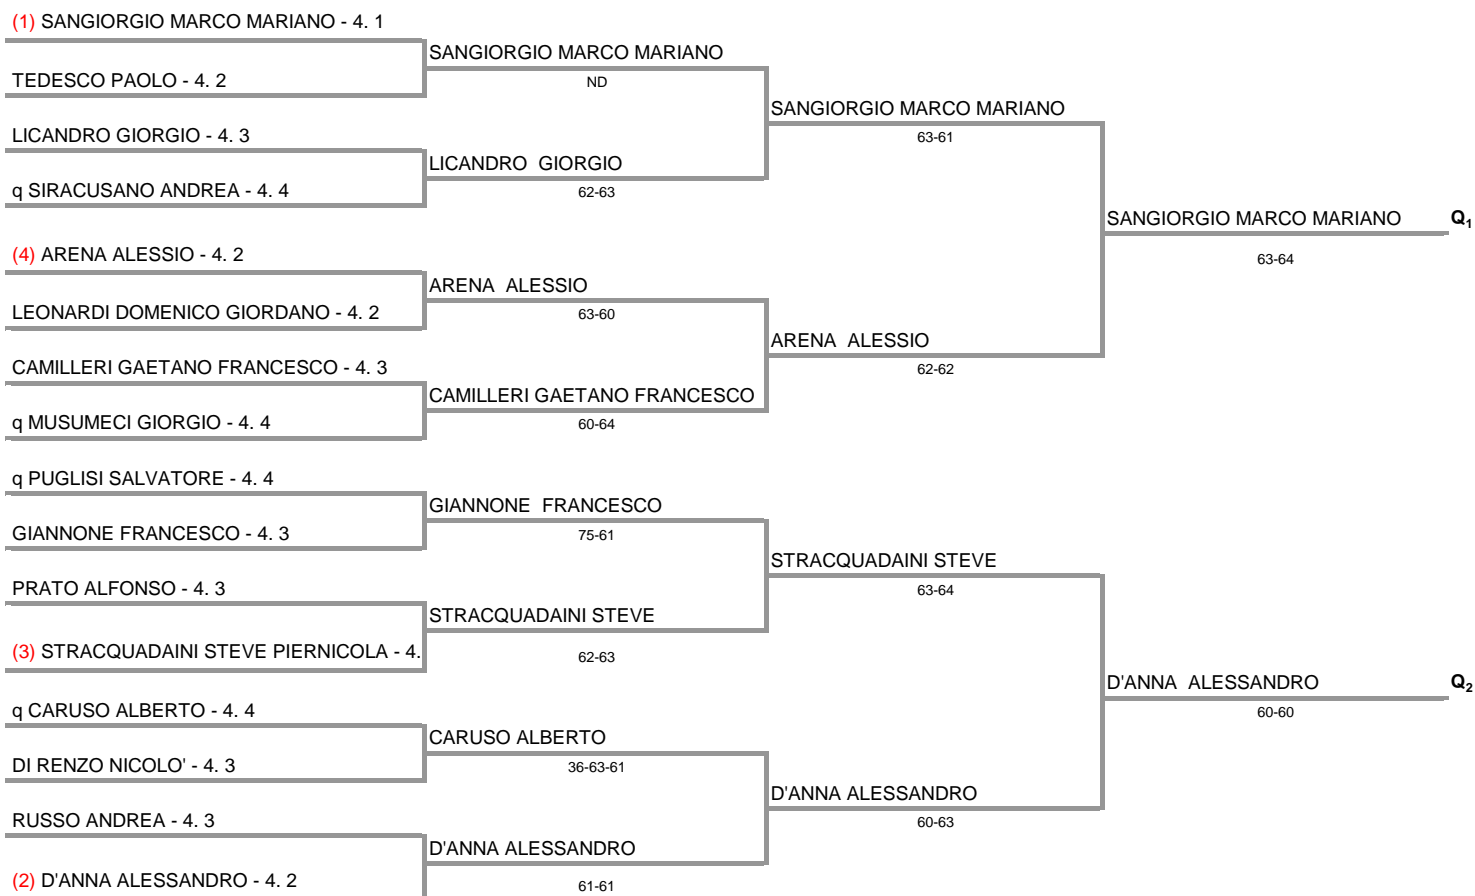 (1) SANGIORGIO MARCO MARIANO - 4. 1
SANGIORGIO MARCO MARIANO
TEDESCO PAOLO - 4. 2
ND
SANGIORGIO MARCO MARIANO
LICANDRO GIORGIO - 4. 3
63-61
LICANDRO GIORGIO
q SIRACUSANO ANDREA - 4. 4
62-63
SANGIORGIO MARCO MARIANO Q1
(4) ARENA ALESSIO - 4. 2
63-64
ARENA ALESSIO
LEONARDI DOMENICO GIORDANO - 4. 2
63-60
ARENA ALESSIO
CAMILLERI GAETANO FRANCESCO - 4. 3
62-62
CAMILLERI GAETANO FRANCESCO
q MUSUMECI GIORGIO - 4. 4
60-64
q PUGLISI SALVATORE - 4. 4
GIANNONE FRANCESCO
GIANNONE FRANCESCO - 4. 3
75-61
STRACQUADAINI STEVE
PRATO ALFONSO - 4. 3
63-64
STRACQUADAINI STEVE
(3) STRACQUADAINI STEVE PIERNICOLA - 4.
62-63
D'ANNA ALESSANDRO Q2
q CARUSO ALBERTO - 4. 4
60-60
CARUSO ALBERTO
DI RENZO NICOLO' - 4. 3
36-63-61
D'ANNA ALESSANDRO
RUSSO ANDREA - 4. 3
60-63
D'ANNA ALESSANDRO
(2) D'ANNA ALESSANDRO - 4. 2
61-61